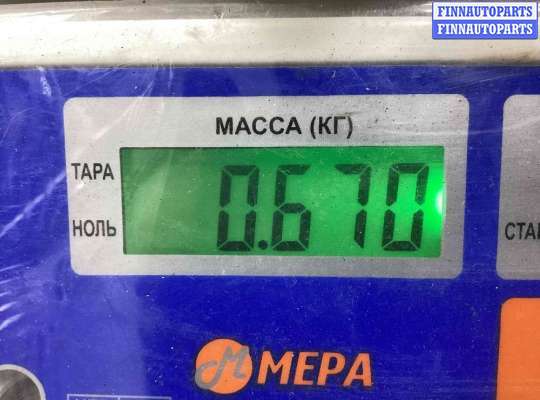 FINNAUTOPARTS
FINNAUTOPARTS
МАССА (КГ)
ТАРА
0.670
НОЛЬ
МЕРА